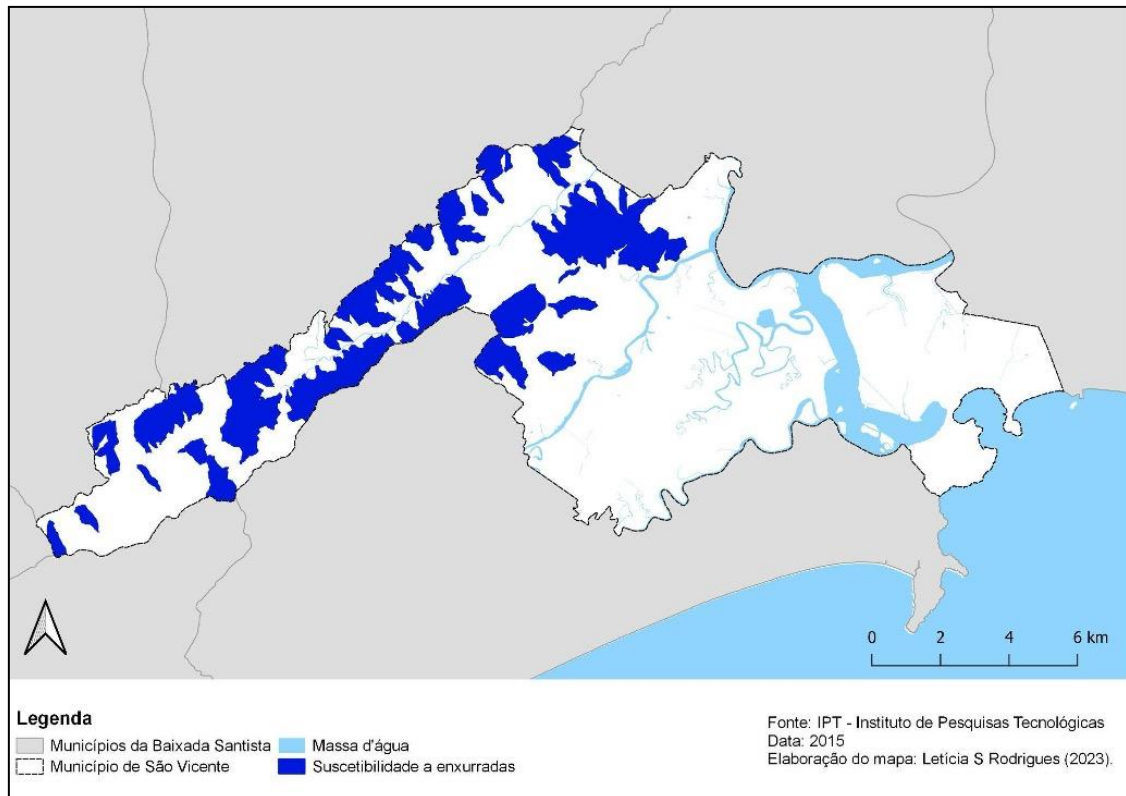 0 2 4 6 km
Legenda
Municípios da Baixada Santista
Massa d'água
Município de São Vicente
Suscetibilidade a enxurradas
Fonte: IPT - Instituto de Pesquisas Tecnológicas
Data: 2015
Elaboração do mapa: Letícia S Rodrigues (2023).